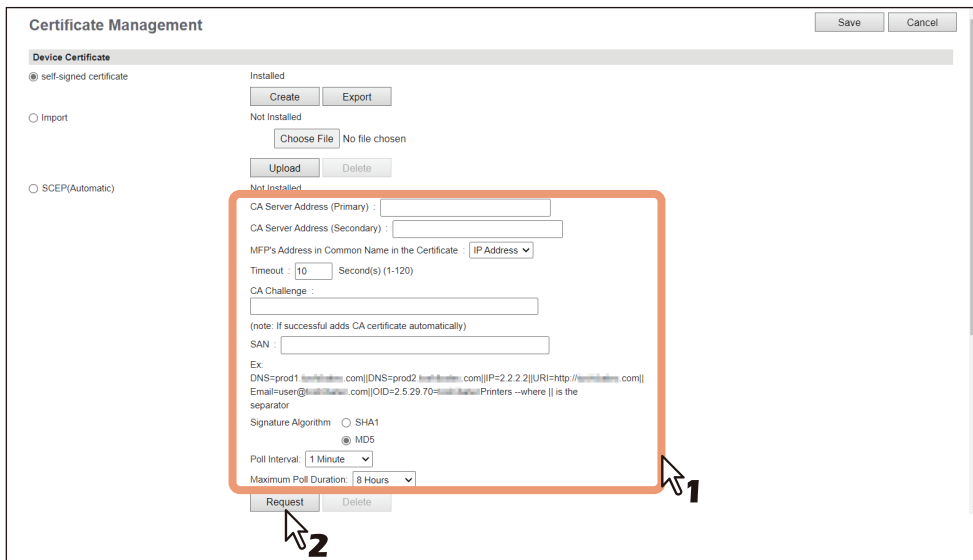 Certificate Management
Save Cancel
Device Certificate
self-signed certificate Installed
Create Export
Import Not Installed
Choose File No file chosen
Upload Delete
SCEP(Automatic) Not Installed
CA Server Address (Primary) :
CA Server Address (Secondary) :
MFP's Address in Common Name in the Certificate : IP Address
Timeout : 10 Second(s) (1-120)
CA Challenge :
(note: If successful adds CA certificate automatically)
SAN :
Ex:
DNS=prod1. .com||DNS=prod2. .com||IP=2.2.2.2||URI=http:// .com||
Email=user@ .com||OID=2.5.29.70= Printers --where || is the
separator
Signature Algorithm SHA1
MD5
Poll Interval: 1 Minute
Maximum Poll Duration: 8 Hours
1
Request Delete
2